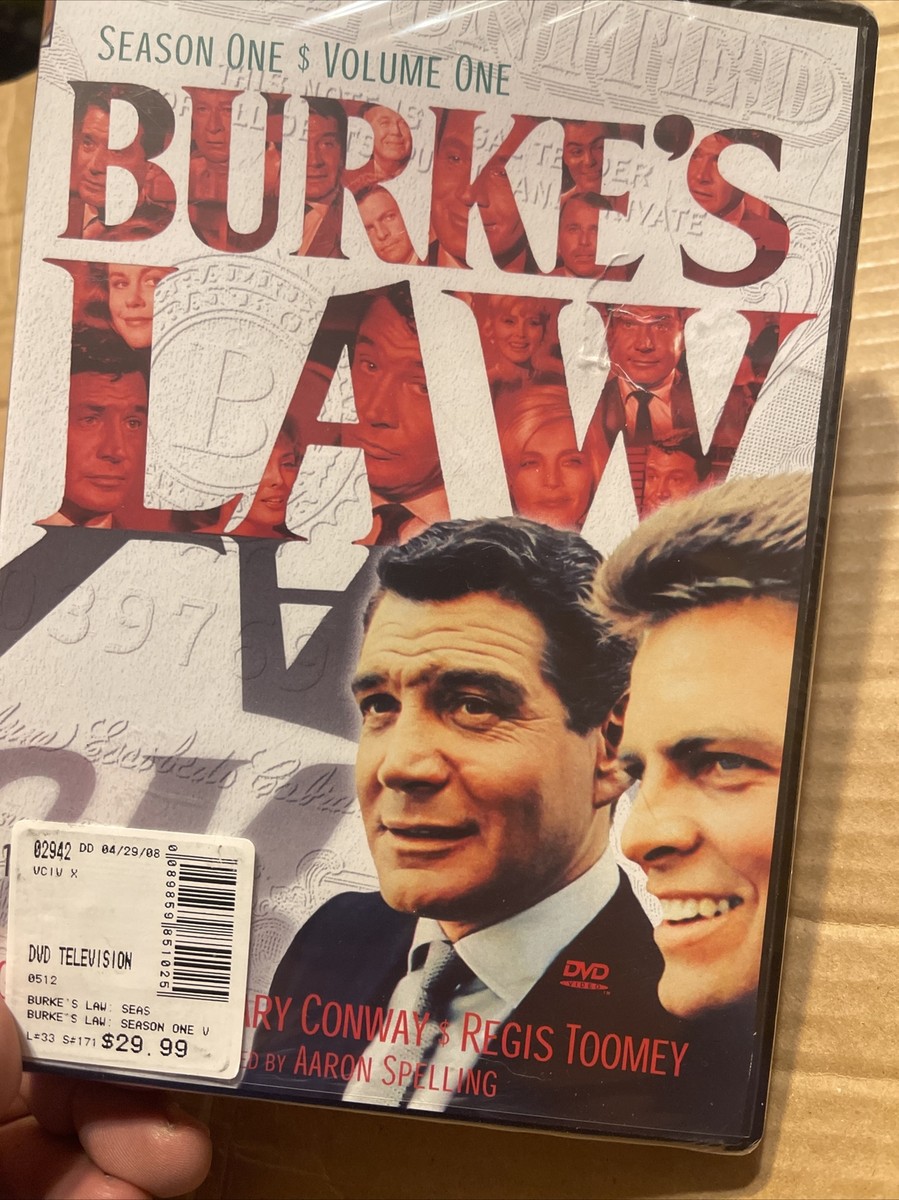 SEASON ONE $ VOLUME ONE
BURKE'S
LAW
02942 DD 04/29/08
VCIV X
DVD TELEVISION
0512
BURKE'S LAW: SEAS
BURKE'S LAW: SEASON ONE V
L#33 S#171 $29.99
ARY CONWAY $ REGIS TOOMEY
ED BY AARON SPELLING
DVD
VIDEO